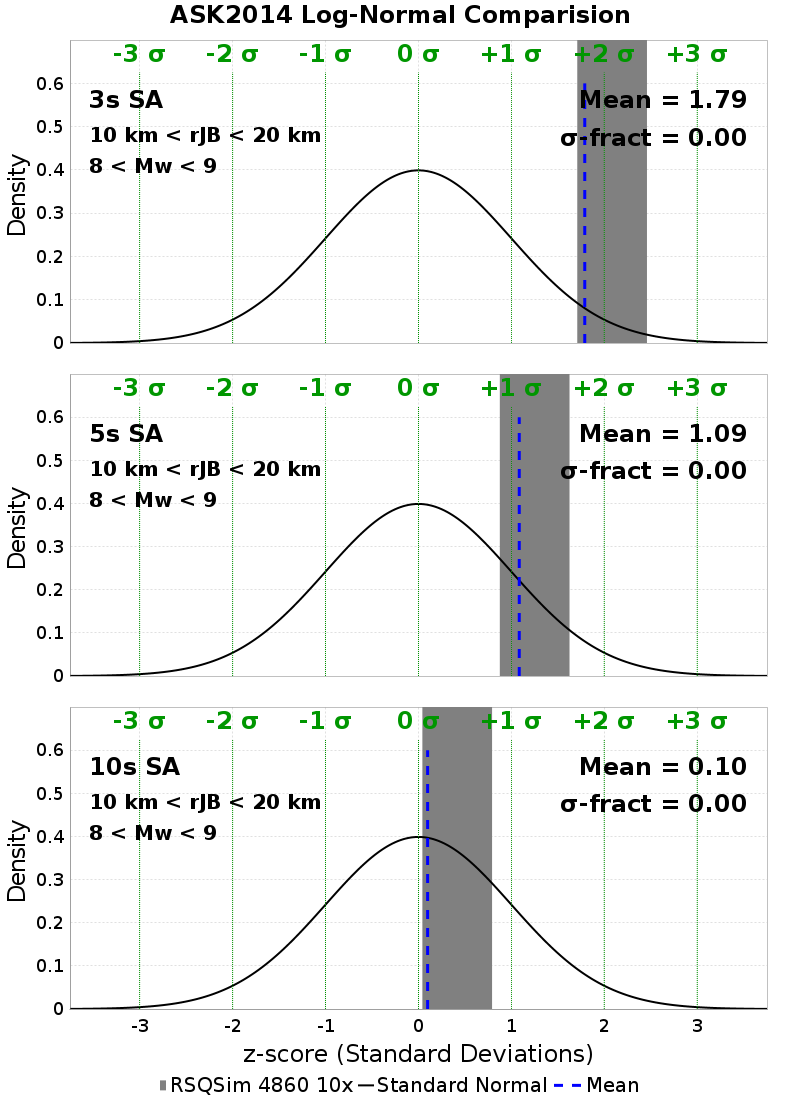 ASK2014 Log-Normal Comparision
-3 σ -2 σ -1 σ 0 σ +1 σ +2 σ +3 σ
0.6
3s SA
Mean = 1.79
0.5
10 km < rJB < 20 km
σ-fract = 0.00
0.4
8 < Mw < 9
0.3
0.2
0.1
0
Density
-3 σ -2 σ -1 σ 0 σ +1 σ +2 σ +3 σ
0.6
5s SA
Mean = 1.09
0.5
10 km < rJB < 20 km
σ-fract = 0.00
0.4
8 < Mw < 9
0.3
0.2
0.1
0
Density
-3 σ -2 σ -1 σ 0 σ +1 σ +2 σ +3 σ
0.6
10s SA
Mean = 0.10
0.5
10 km < rJB < 20 km
σ-fract = 0.00
0.4
8 < Mw < 9
0.3
0.2
0.1
0
Density
-3 -2 -1 0 1 2 3
z-score (Standard Deviations)
RSQSim 4860 10x Standard Normal Mean